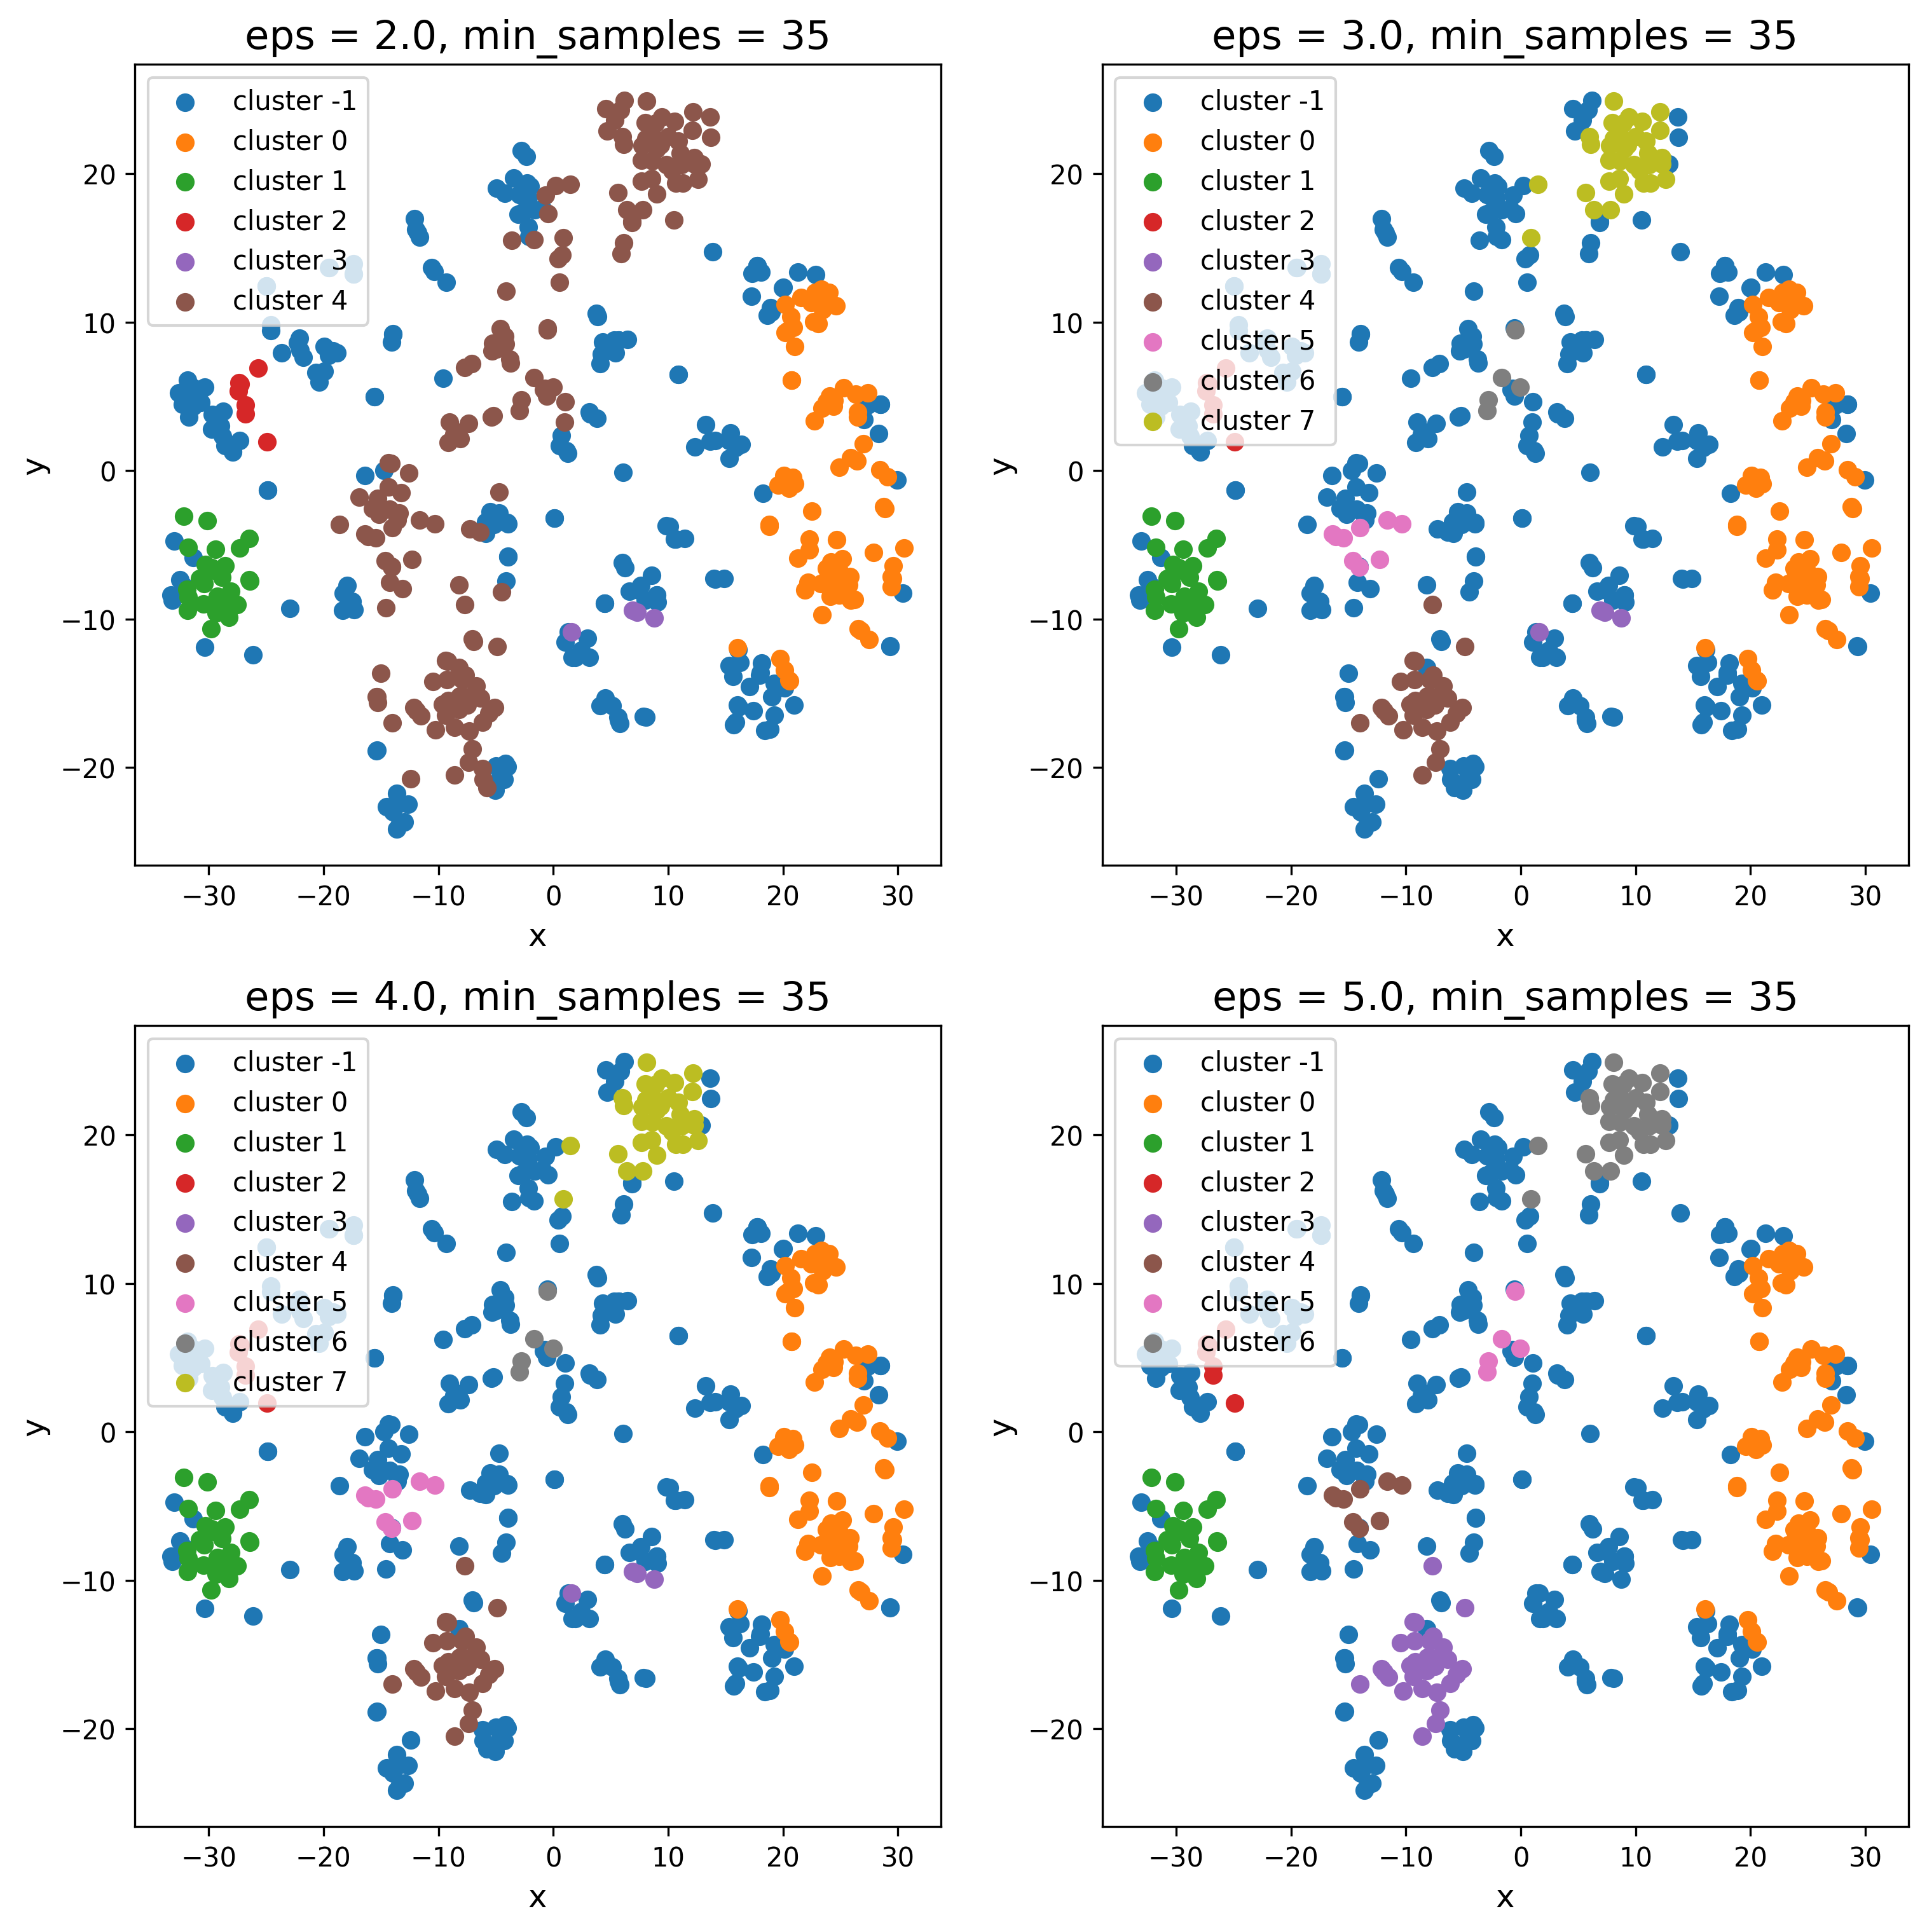 eps = 2.0, min_samples = 35
cluster -1
cluster 0
cluster 1
cluster 2
cluster 3
cluster 4
20
10
0
−10
−20
y
−30 −20 −10 0 10 20 30
x
eps = 3.0, min_samples = 35
cluster -1
cluster 0
cluster 1
cluster 2
cluster 3
cluster 4
cluster 5
cluster 6
cluster 7
20
10
0
−10
−20
y
−30 −20 −10 0 10 20 30
x
eps = 4.0, min_samples = 35
cluster -1
cluster 0
cluster 1
cluster 2
cluster 3
cluster 4
cluster 5
cluster 6
cluster 7
20
10
0
−10
−20
y
−30 −20 −10 0 10 20 30
x
eps = 5.0, min_samples = 35
cluster -1
cluster 0
cluster 1
cluster 2
cluster 3
cluster 4
cluster 5
cluster 6
20
10
0
−10
−20
y
−30 −20 −10 0 10 20 30
x